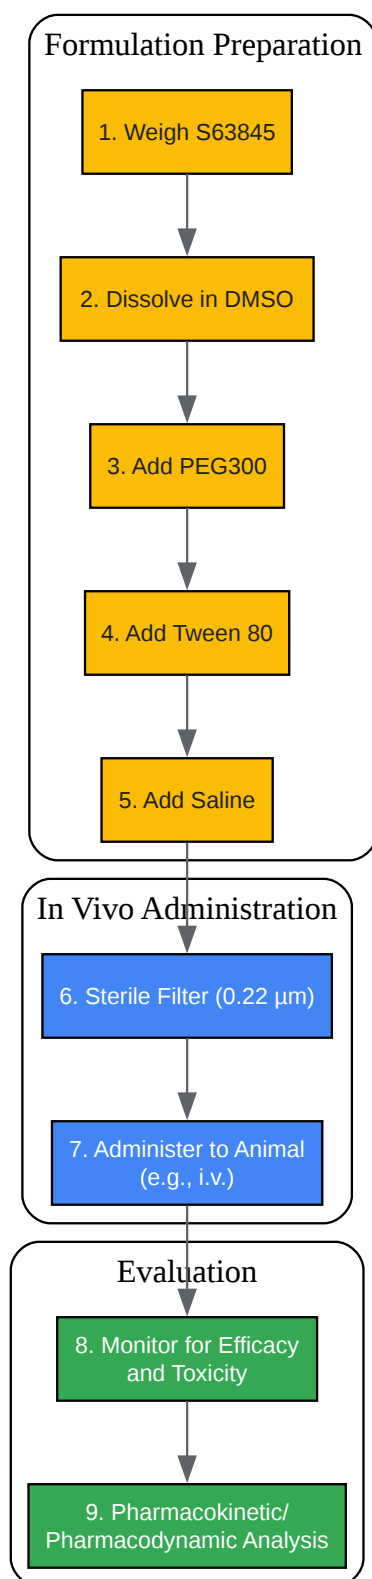 Formulation Preparation
1. Weigh S63845
2. Dissolve in DMSO
3. Add PEG300
4. Add Tween 80
5. Add Saline
In Vivo Administration
6. Sterile Filter (0.22 µm)
7. Administer to Animal
(e.g., i.v.)
Evaluation
8. Monitor for Efficacy
and Toxicity
9. Pharmacokinetic/
Pharmacodynamic Analysis